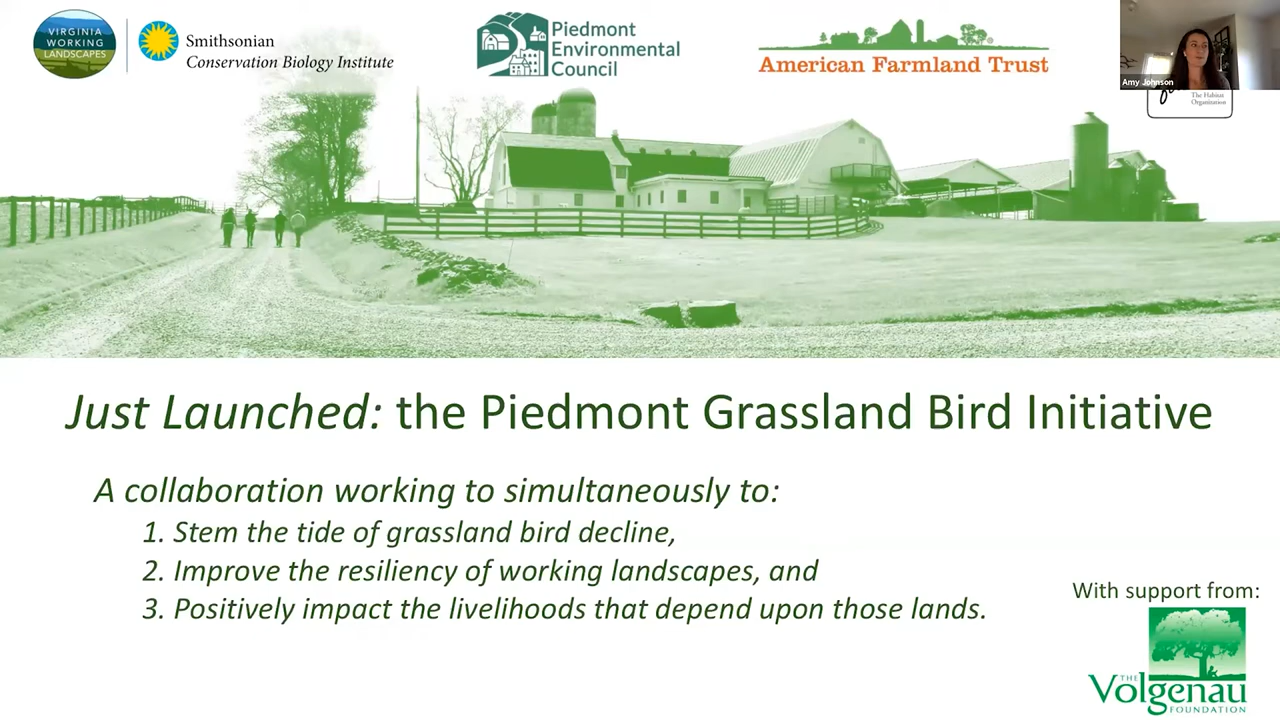 VIRGINIA
WORKING
LANDSCAPES
Smithsonian
Conservation Biology Institute
Piedmont
Environmental
Council
American Farmland Trust
Amy Johnson
The Habitat
Organization
Just Launched: the Piedmont Grassland Bird Initiative
A collaboration working to simultaneously to:
1. Stem the tide of grassland bird decline,
2. Improve the resiliency of working landscapes, and
3. Positively impact the livelihoods that depend upon those lands.
With support from:
THE
Volgenau
FOUNDATION